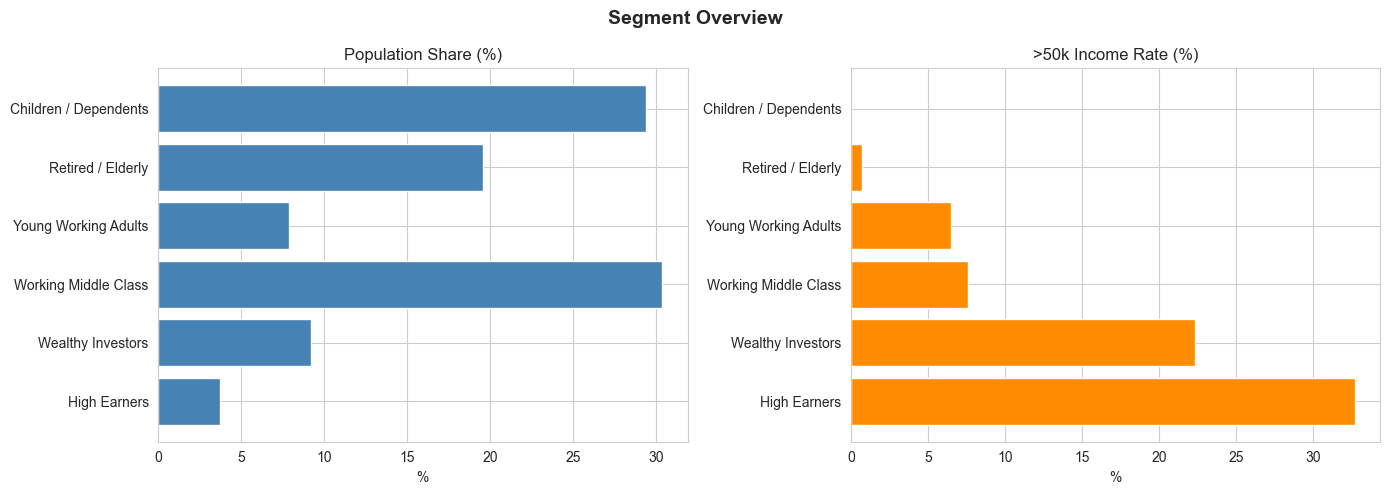 Segment Overview
Population Share (%)
Children / Dependents
Retired / Elderly
Young Working Adults
Working Middle Class
Wealthy Investors
High Earners
0 5 10 15 20 25 30
%
>50k Income Rate (%)
Children / Dependents
Retired / Elderly
Young Working Adults
Working Middle Class
Wealthy Investors
High Earners
0 5 10 15 20 25 30
%